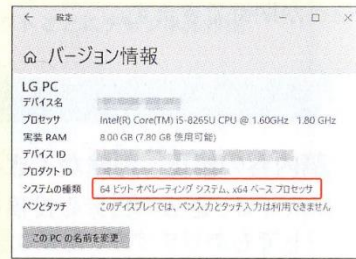 設定
バージョン情報
LG PC
デバイス名
プロセッサ Intel(R) Core(TM) i5-8265U CPU @ 1.60GHz 1.80 GHz
実装 RAM 8.00 GB (7.80 GB 使用可能)
デバイス ID
プロダクト ID
システムの種類 64 ビット オペレーティング システム、x64 ベース プロセッサ
ペンとタッチ このディスプレイでは、ペン入力とタッチ入力は利用できません
この PC の名前を変更